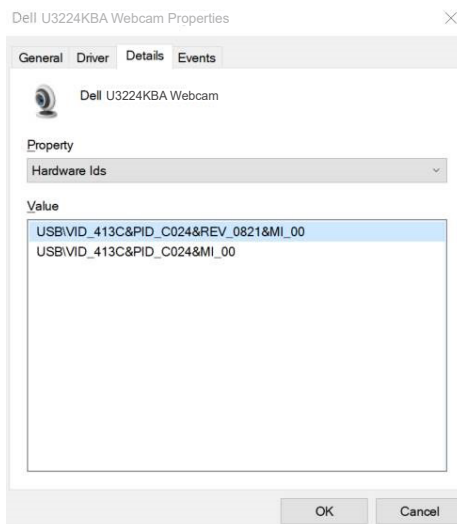 Dell U3224KBA Webcam Properties
General Driver Details Events
Dell U3224KBA Webcam
Property
Hardware Ids
Value
USB\VID_413C&PID_C024&REV_0821&MI_00
USB\VID_413C&PID_C024&MI_00
OK Cancel